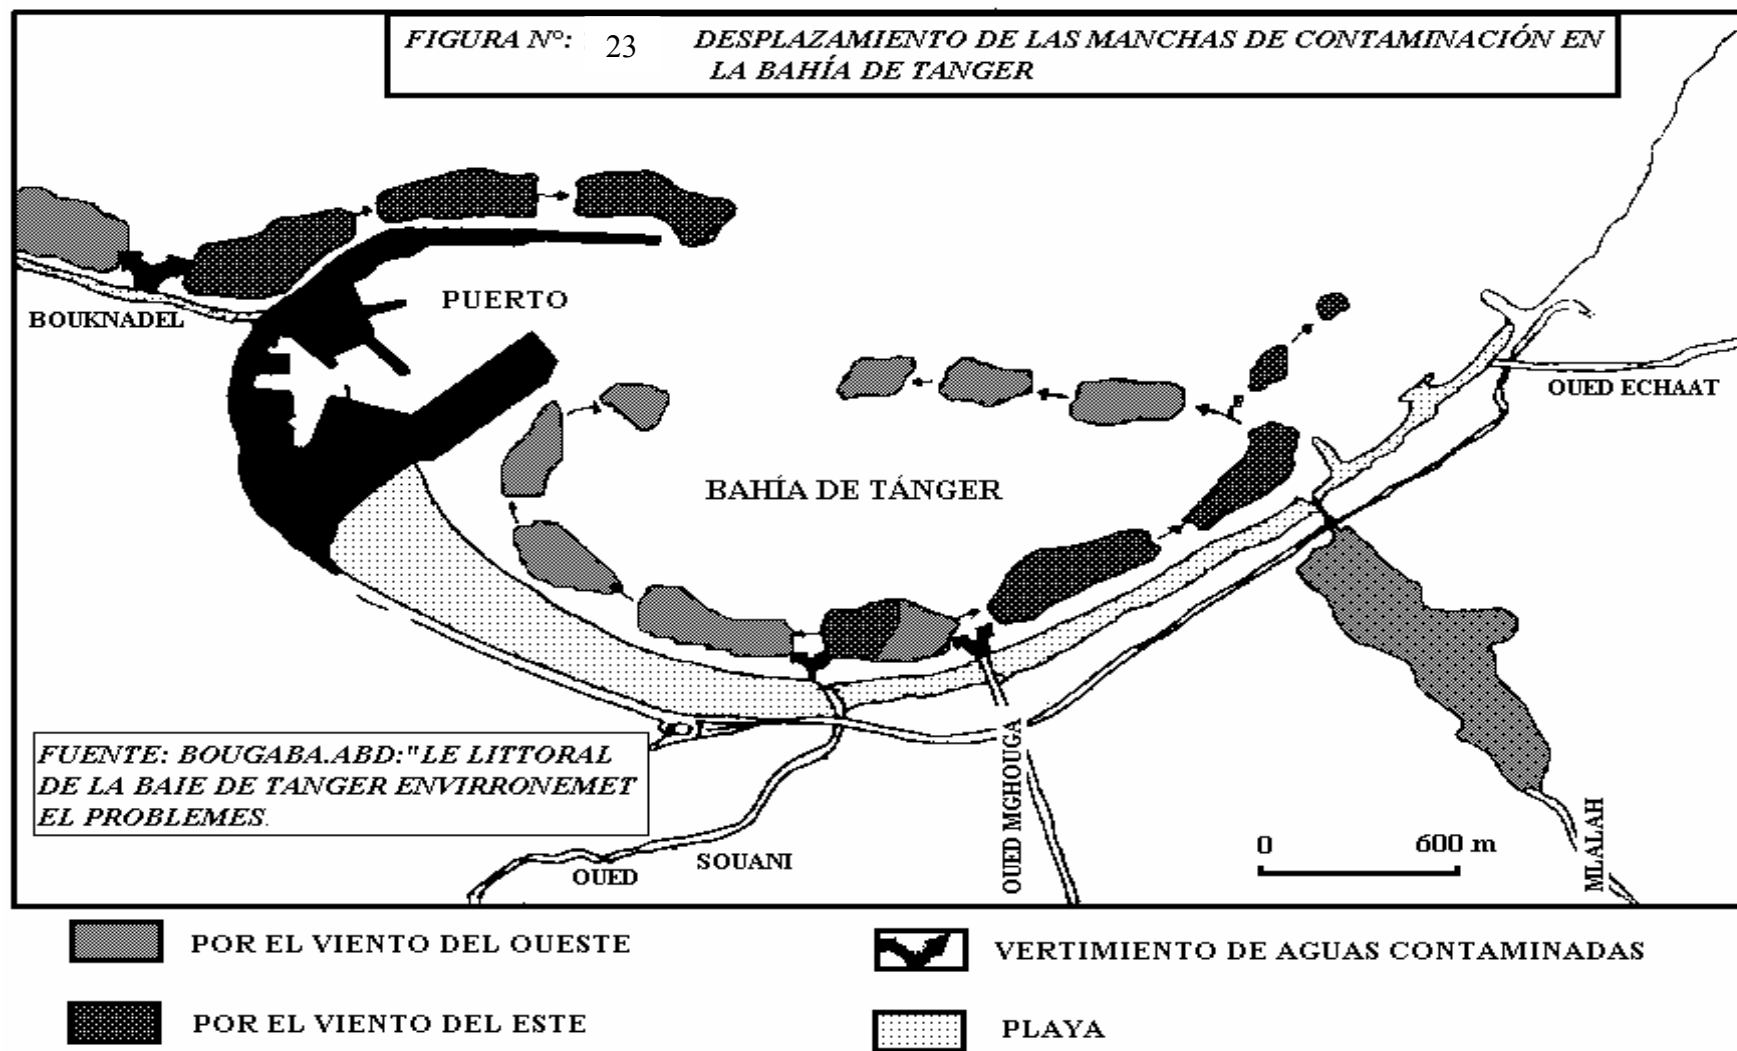 FIGURA Nº: 23 DESPLAZAMIENTO DE LAS MANCHAS DE CONTAMINACIÓN EN
LA BAHÍA DE TANGER
PUERTO
BOUKNADEL
OUED ECHAAT
BAHÍA DE TÁNGER
FUENTE: BOUGABA.ABD:"LE LITTORAL
DE LA BAIE DE TANGER ENVIRRONEMET
EL PROBLEMES.
OUED MGHOUGA
MLALAH
0 600 m
SOUANI
OUED
POR EL VIENTO DEL OUESTE
VERTIMIENTO DE AGUAS CONTAMINADAS
POR EL VIENTO DEL ESTE
PLAYA